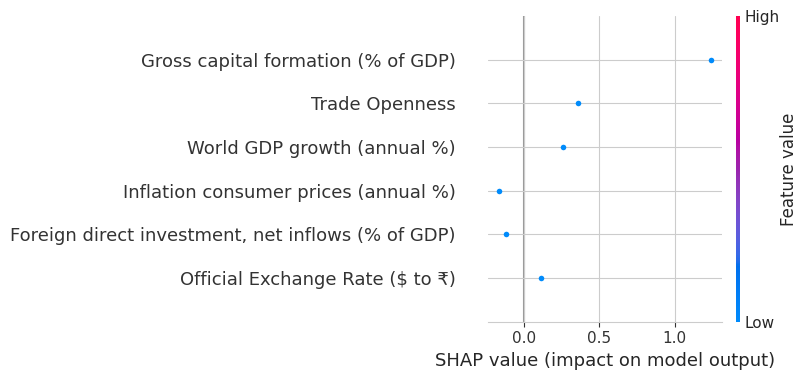 High
Gross capital formation (% of GDP)
Trade Openness
World GDP growth (annual %)
Inflation consumer prices (annual %)
Foreign direct investment, net inflows (% of GDP)
Official Exchange Rate ($ to ₹)
Feature value
Low
0.0 0.5 1.0
SHAP value (impact on model output)